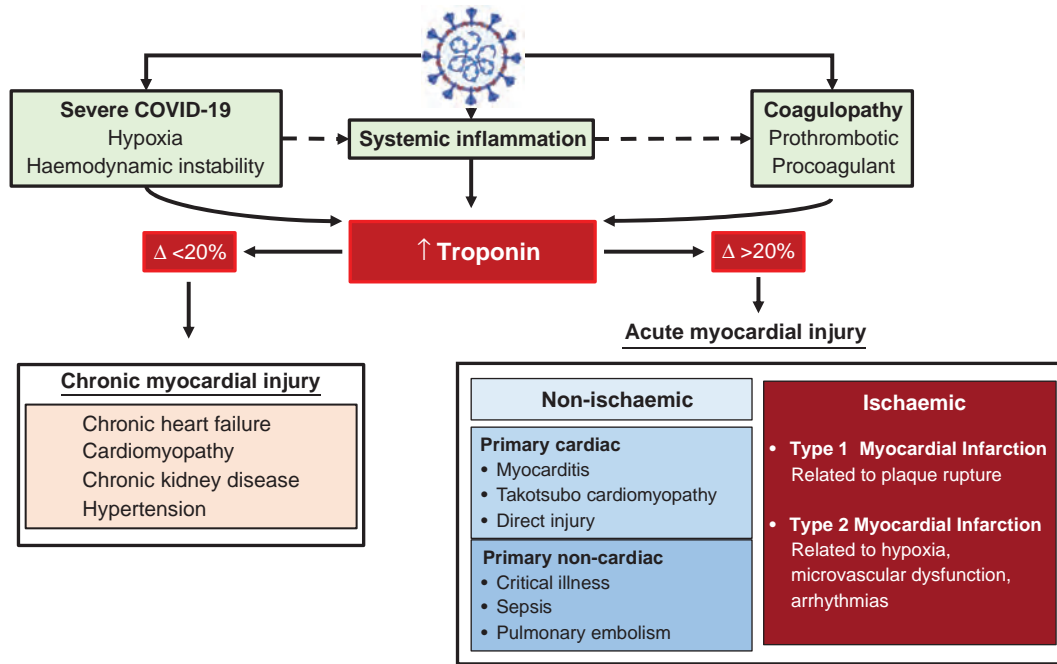 Severe COVID-19
Hypoxia
Haemodynamic instability
Systemic inflammation
Coagulopathy
Prothrombotic
Procoagulant
Δ <20%
↑ Troponin
Δ >20%
Acute myocardial injury
Chronic myocardial injury
Chronic heart failure
Cardiomyopathy
Chronic kidney disease
Hypertension
Non-ischaemic
Primary cardiac
• Myocarditis
• Takotsubo cardiomyopathy
• Direct injury
Primary non-cardiac
• Critical illness
• Sepsis
• Pulmonary embolism
Ischaemic
• Type 1 Myocardial Infarction
Related to plaque rupture
• Type 2 Myocardial Infarction
Related to hypoxia,
microvascular dysfunction,
arrhythmias